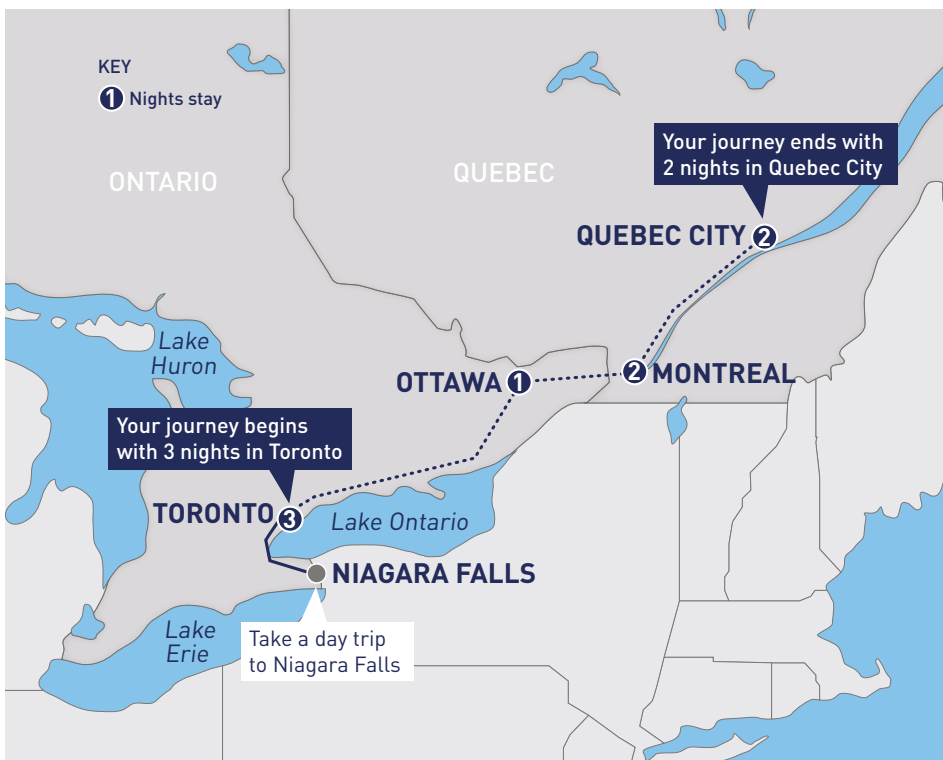 KEY
1 Nights stay
ONTARIO
QUEBEC
Your journey ends with
2 nights in Quebec City
QUEBEC CITY 2
Lake
Huron
OTTAWA 1
2 MONTREAL
Your journey begins
with 3 nights in Toronto
TORONTO 3
Lake Ontario
NIAGARA FALLS
Lake
Erie
Take a day trip
to Niagara Falls